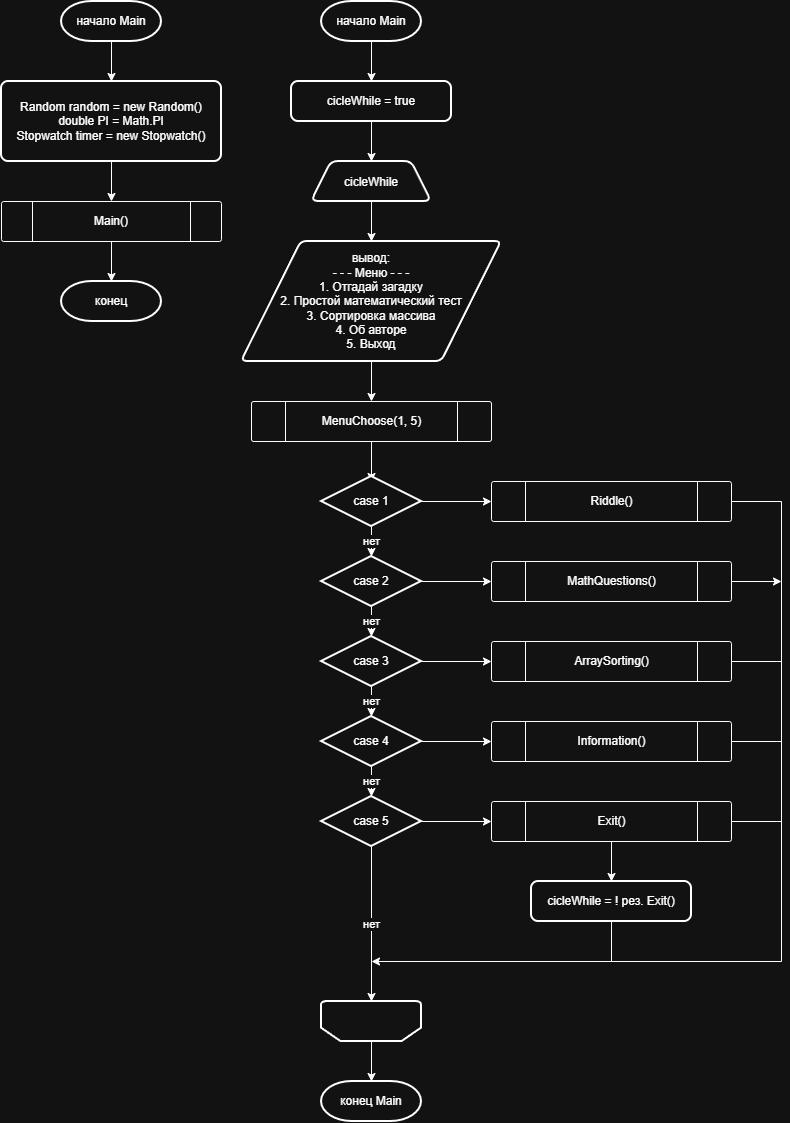 начало Main
Random random = new Random()
double PI = Math.PI
Stopwatch timer = new Stopwatch()
Main()
конец
начало Main
cicleWhile = true
cicleWhile
вывод:
- - - Меню - - -
1. Отгадай загадку
2. Простой математический тест
3. Сортировка массива
4. Об авторе
5. Выход
MenuChoose(1, 5)
case 1
Riddle()
нет
case 2
MathQuestions()
нет
case 3
ArraySorting()
нет
case 4
Information()
нет
case 5
Exit()
cicleWhile = ! рез. Exit()
нет
конец Main